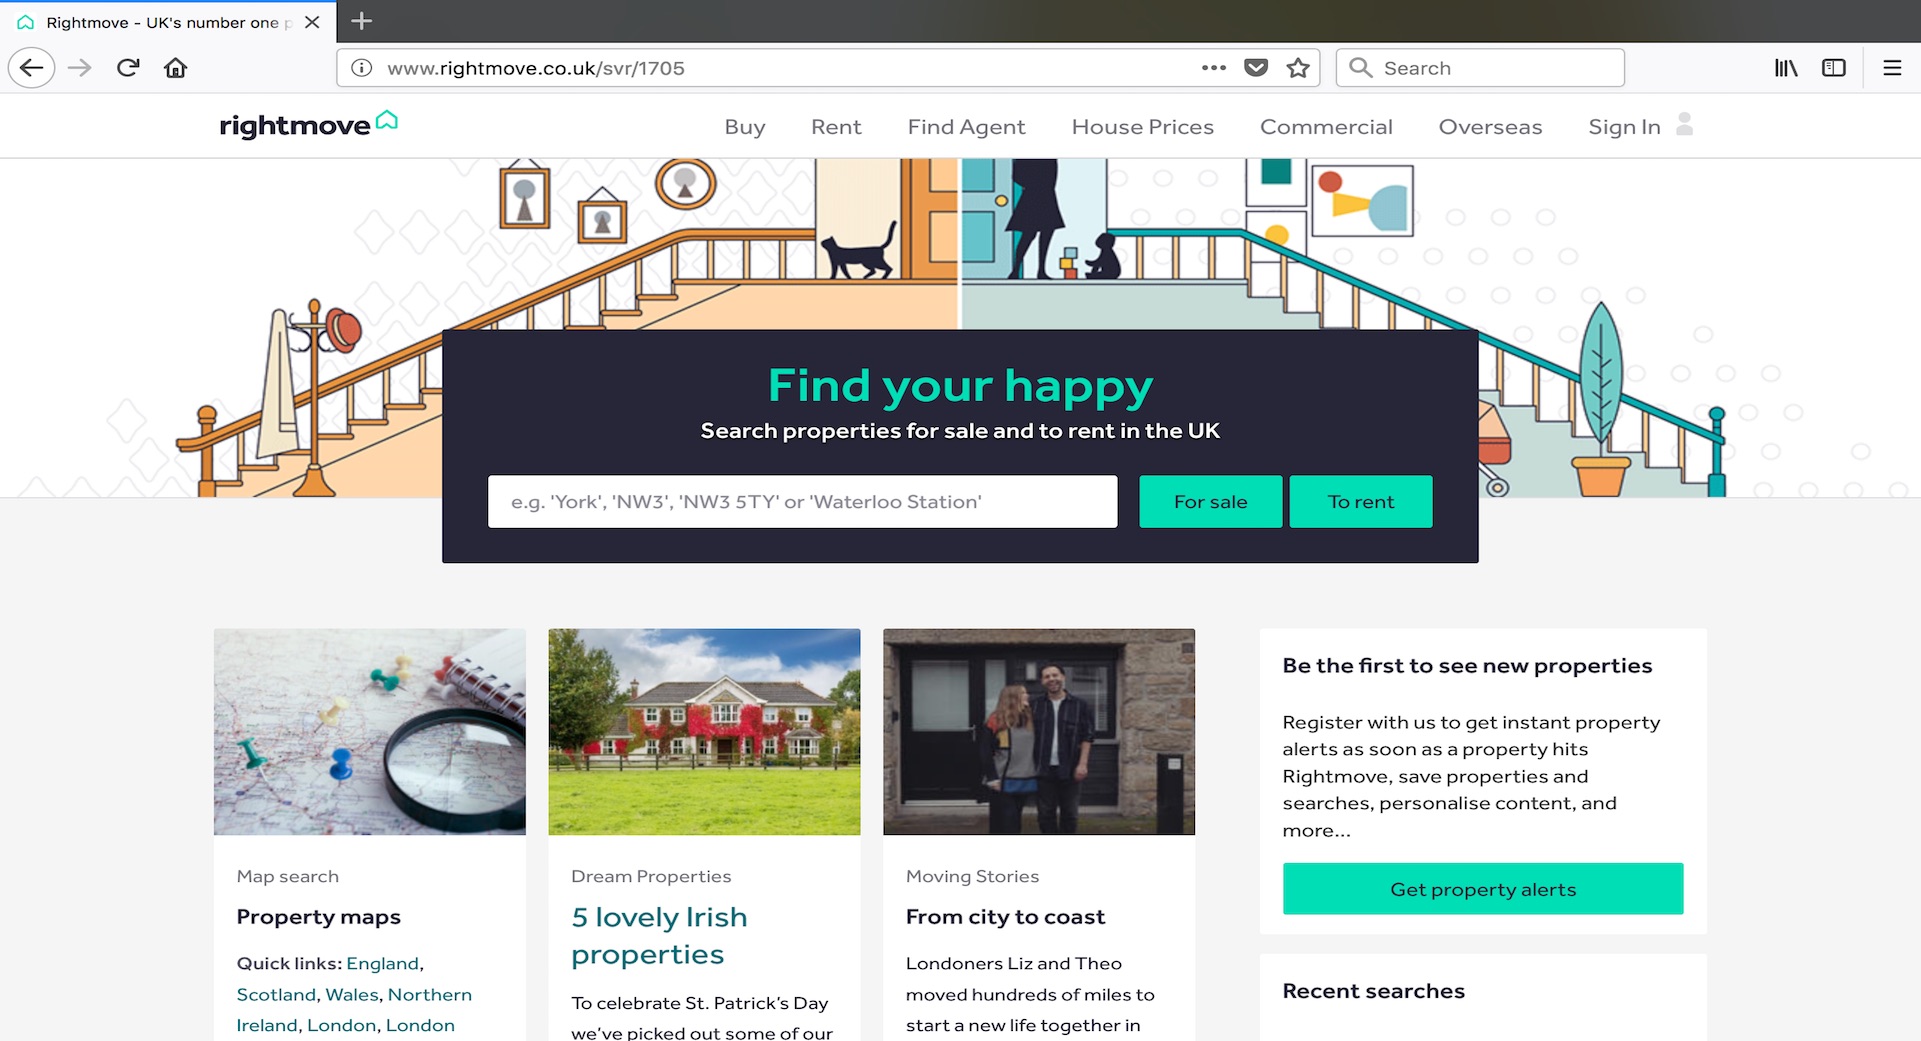 Rightmove - UK's number one p
www.rightmove.co.uk/svr/1705
Search
rightmove
Buy
Rent
Find Agent
House Prices
Commercial
Overseas
Sign In
Find your happy
Search properties for sale and to rent in the UK
e.g. 'York', 'NW3', 'NW3 5TY' or 'Waterloo Station'
For sale
To rent
Map search
Property maps
Quick links: England,
Scotland, Wales, Northern
Ireland, London, London
Dream Properties
5 lovely Irish
properties
To celebrate St. Patrick's Day
we've picked out some of our
Moving Stories
From city to coast
Londoners Liz and Theo
moved hundreds of miles to
start a new life together in
Be the first to see new properties
Register with us to get instant property
alerts as soon as a property hits
Rightmove, save properties and
searches, personalise content, and
more...
Get property alerts
Recent searches